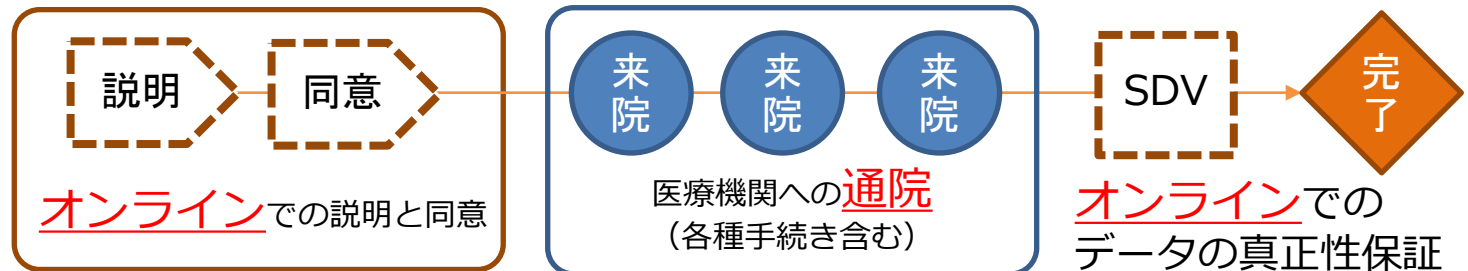 説明
同意
オンラインでの説明と同意
来院
来院
来院
医療機関への通院
（各種手続き含む）
SDV
完了
オンラインでの
データの真正性保証